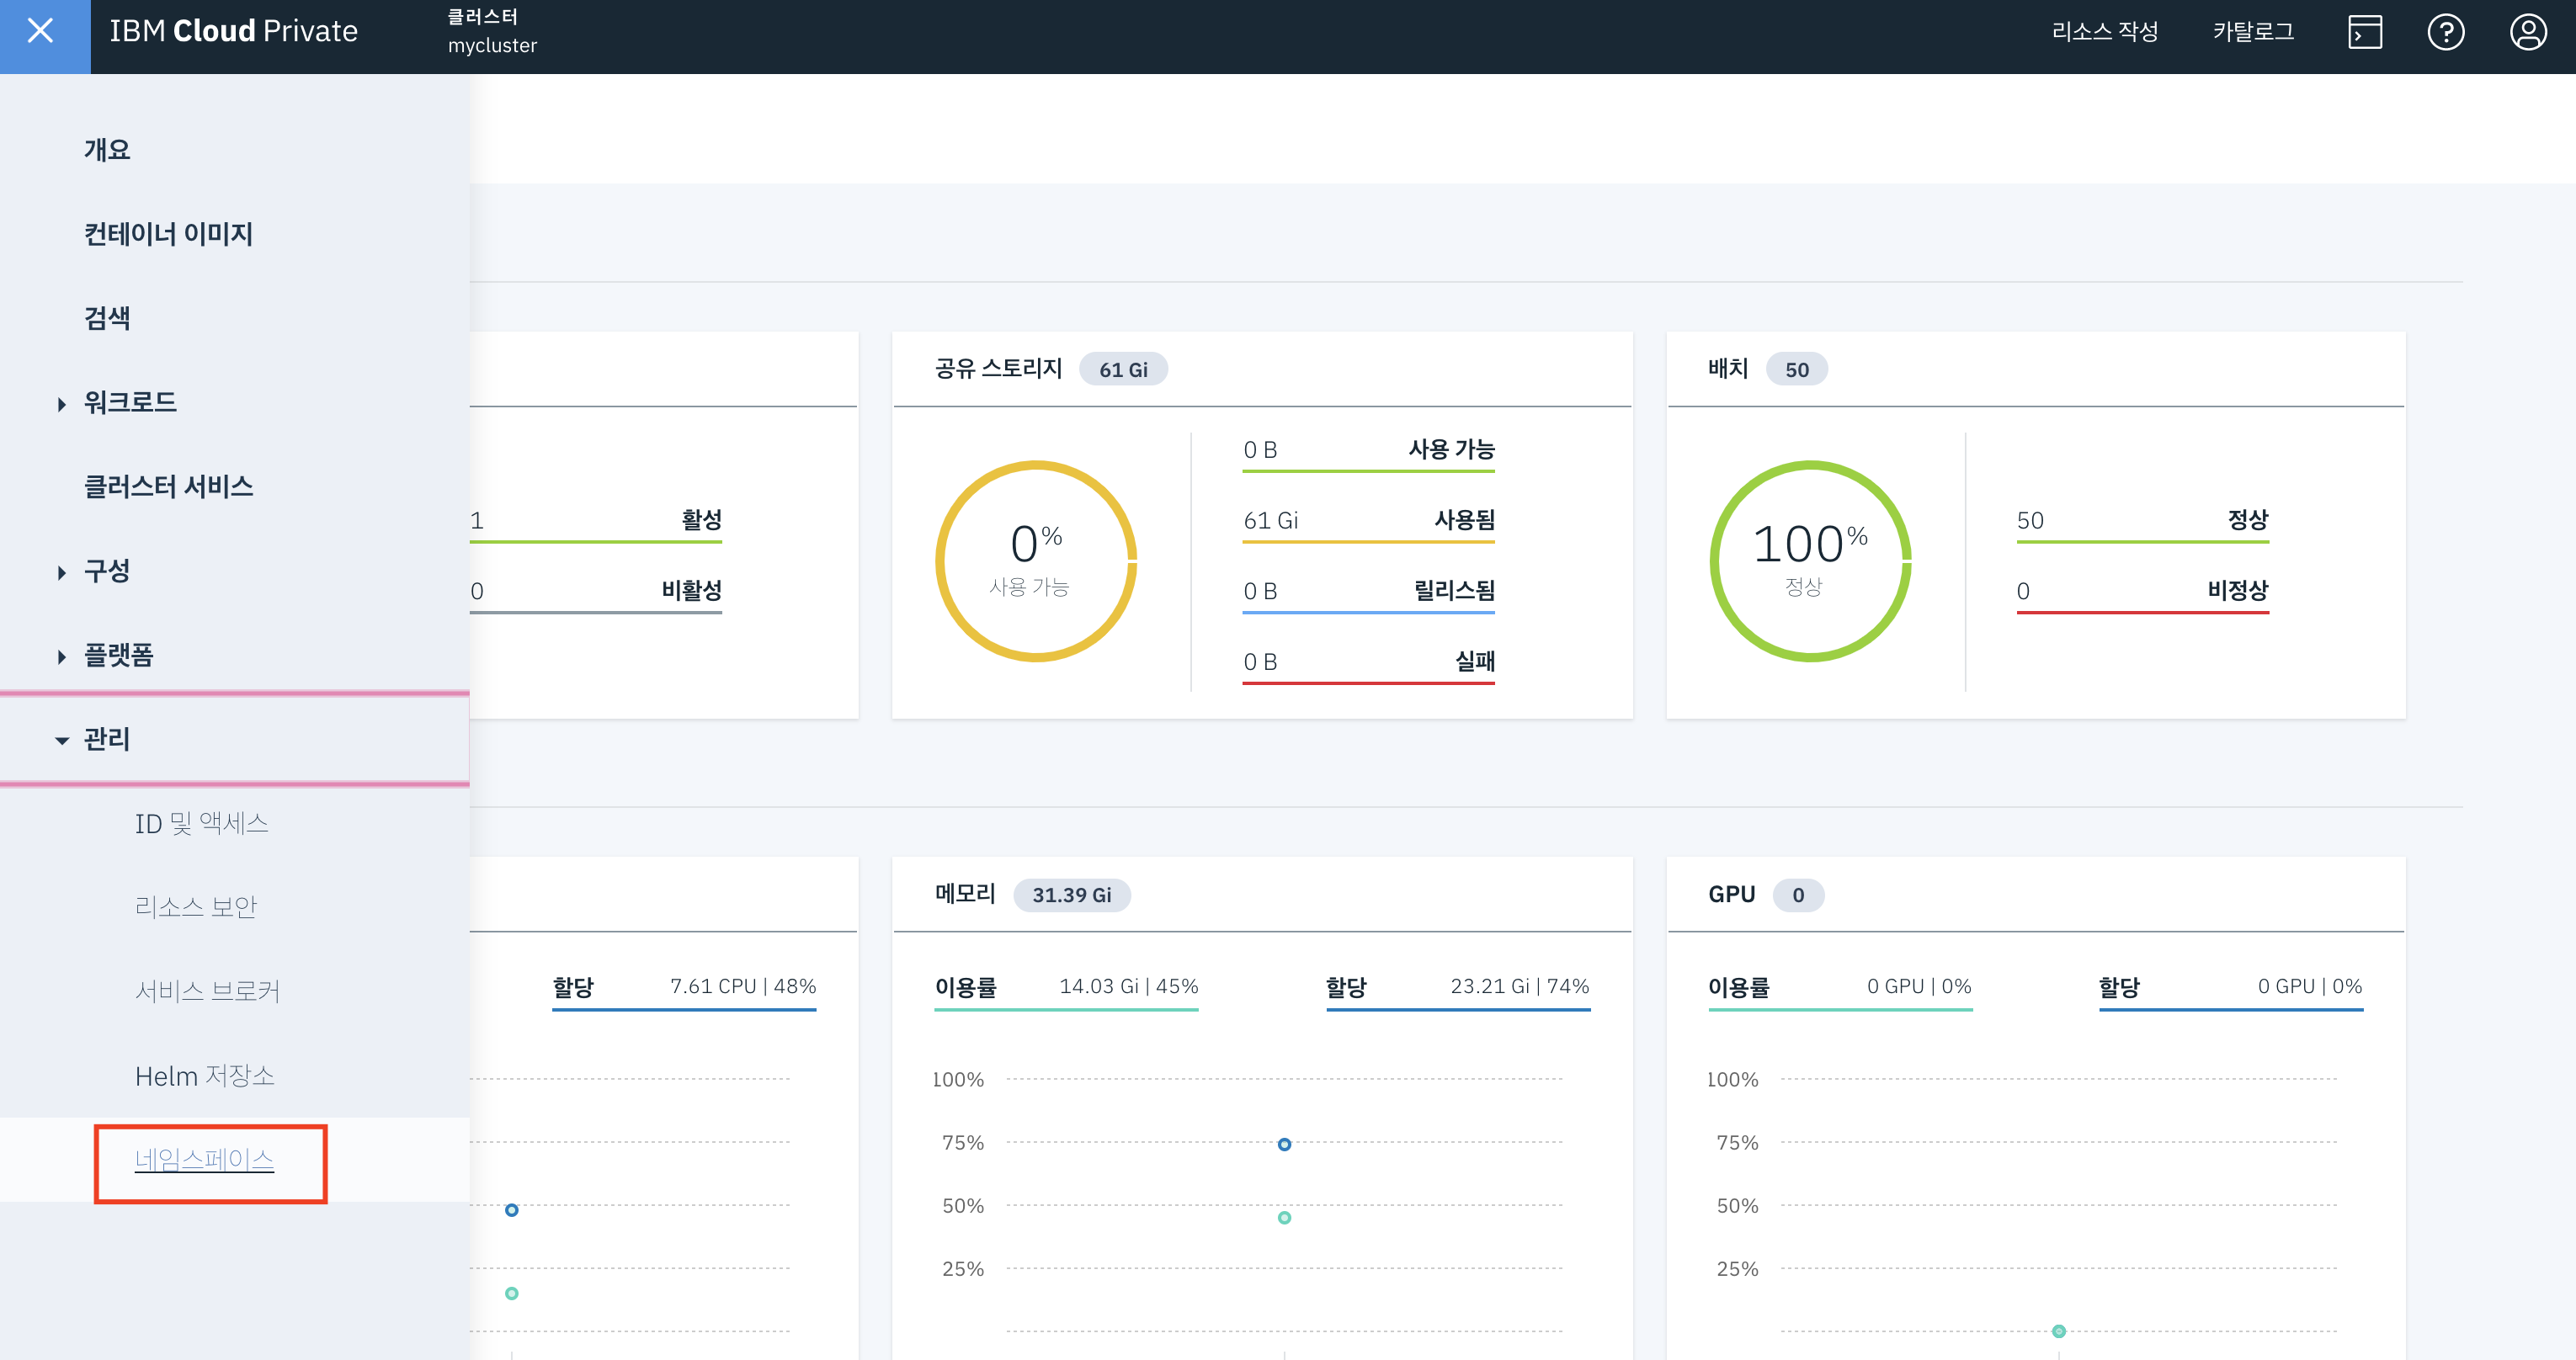 IBM Cloud Private
클러스터
mycluster
리소스 작성
카탈로그
개요
컨테이너 이미지
검색
워크로드
클러스터 서비스
구성
플랫폼
관리
ID 및 액세스
리소스 보안
서비스 브로커
Helm 저장소
네임스페이스
1 활성
0 비활성
공유 스토리지 61 Gi
0%
사용 가능
0 B 사용 가능
61 Gi 사용됨
0 B 릴리스됨
0 B 실패
배치 50
100%
정상
50 정상
0 비정상
할당 7.61 CPU | 48%
메모리 31.39 Gi
이용률 14.03 Gi | 45%
할당 23.21 Gi | 74%
100%
75%
50%
25%
GPU 0
이용률 0 GPU | 0%
할당 0 GPU | 0%
100%
75%
50%
25%